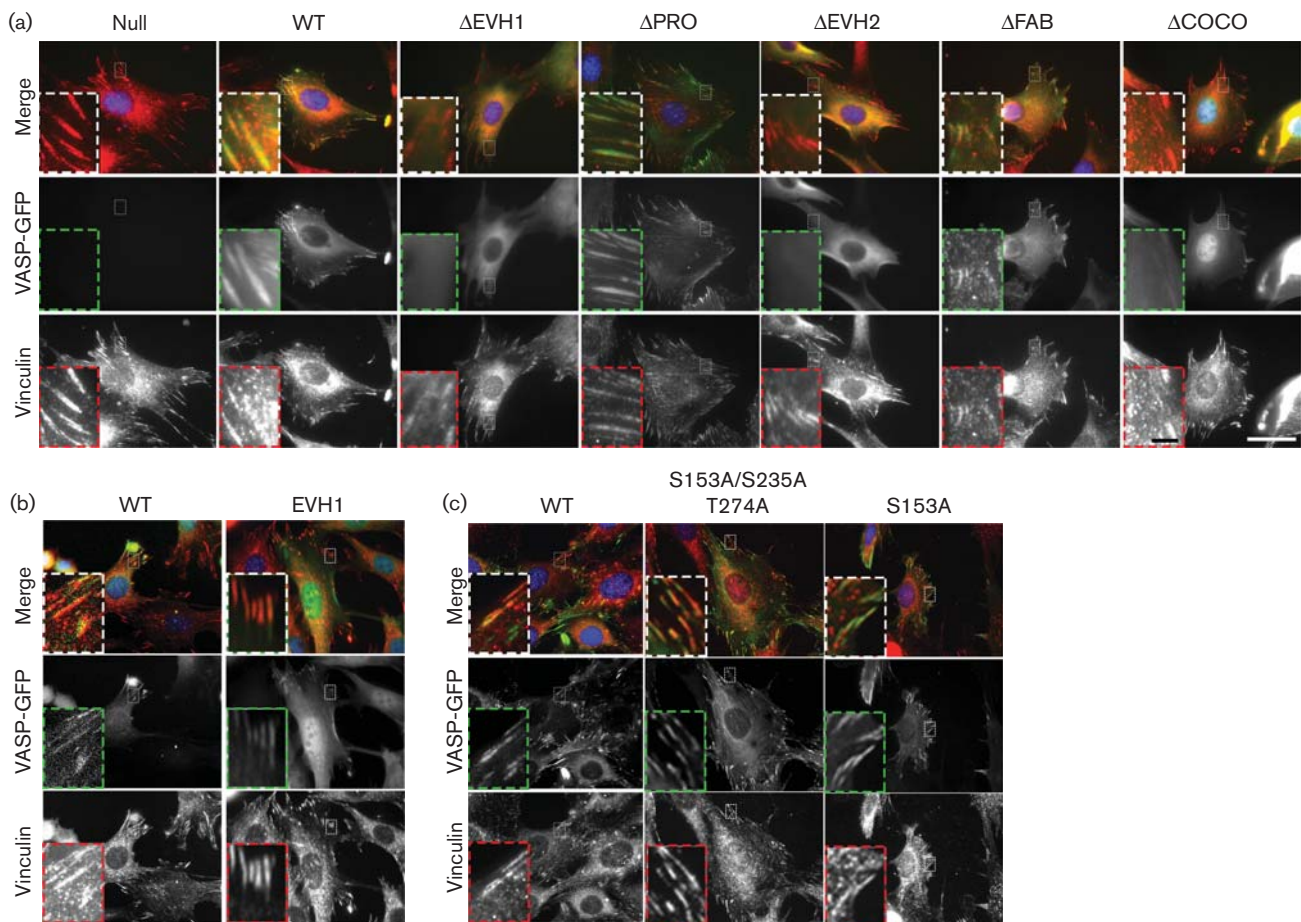 (a)
Null WT ΔEVH1 ΔPRO ΔEVH2 ΔFAB ΔCOCO
Merge
VASP-GFP
Vinculin
(b)
WT EVH1
Merge
VASP-GFP
Vinculin
(c)
S153A/S235A
WT T274A S153A
Merge
VASP-GFP
Vinculin